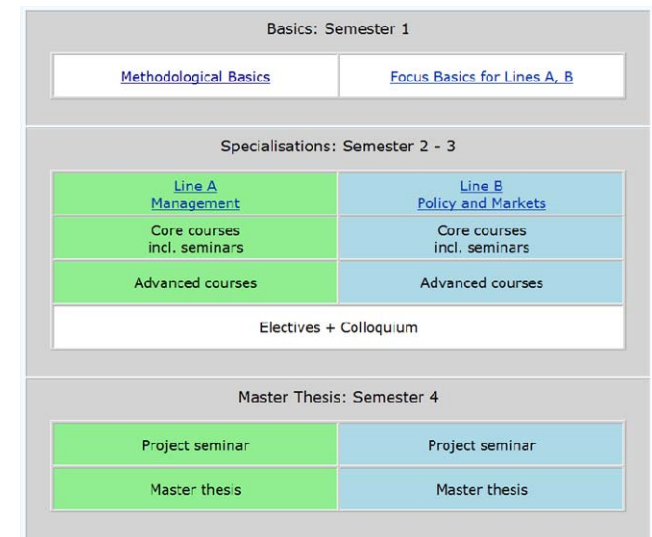 Basics: Semester 1
Methodological Basics
Focus Basics for Lines A, B
Specialisations: Semester 2 - 3
Line A
Management
Line B
Policy and Markets
Core courses
incl. seminars
Core courses
incl. seminars
Advanced courses
Advanced courses
Electives + Colloquium
Master Thesis: Semester 4
Project seminar
Project seminar
Master thesis
Master thesis